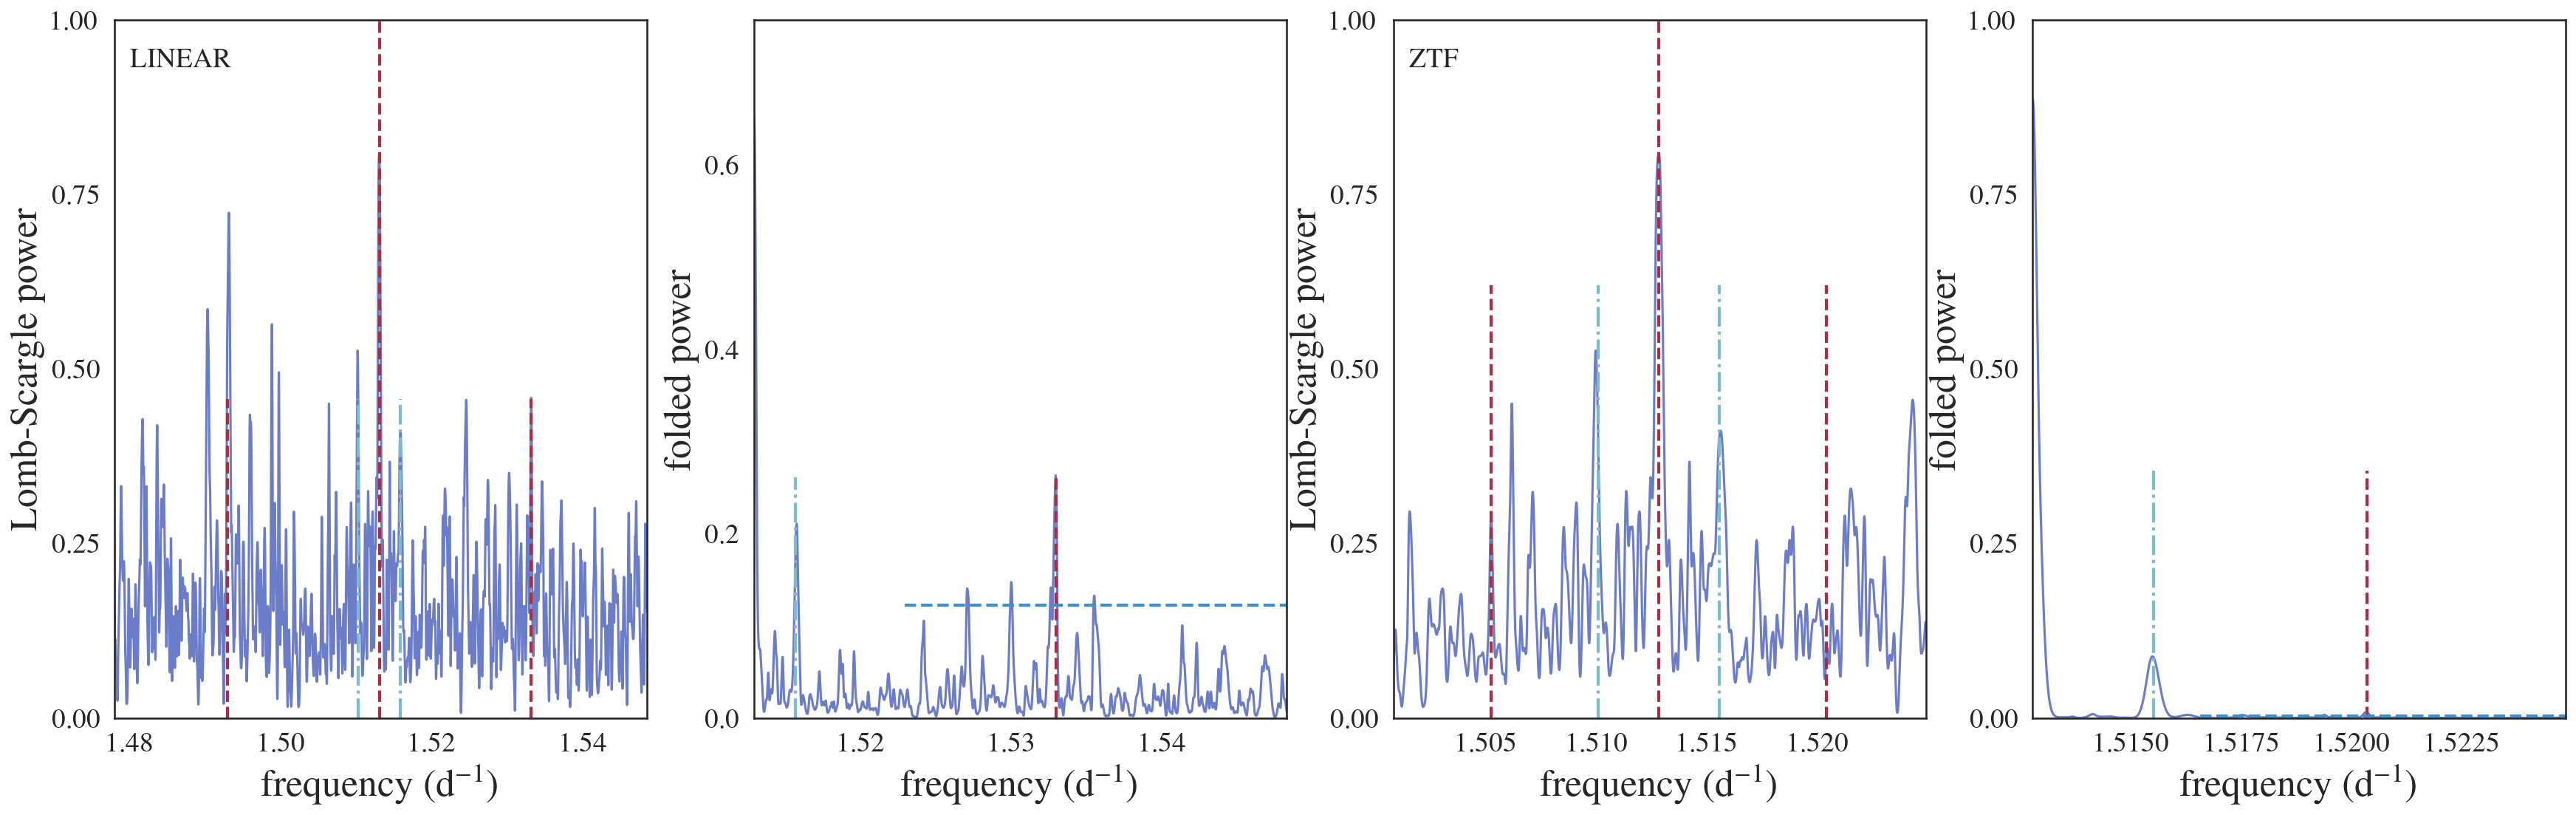 LINEAR
Lomb-Scargle power
1.00
0.75
0.50
0.25
0.00
1.48 1.50 1.52 1.54
frequency (d⁻¹)
folded power
0.6
0.4
0.2
0.0
1.52 1.53 1.54
frequency (d⁻¹)
ZTF
Lomb-Scargle power
1.00
0.75
0.50
0.25
0.00
1.505 1.510 1.515 1.520
frequency (d⁻¹)
folded power
1.00
0.75
0.50
0.25
0.00
1.5150 1.5175 1.5200 1.5225
frequency (d⁻¹)